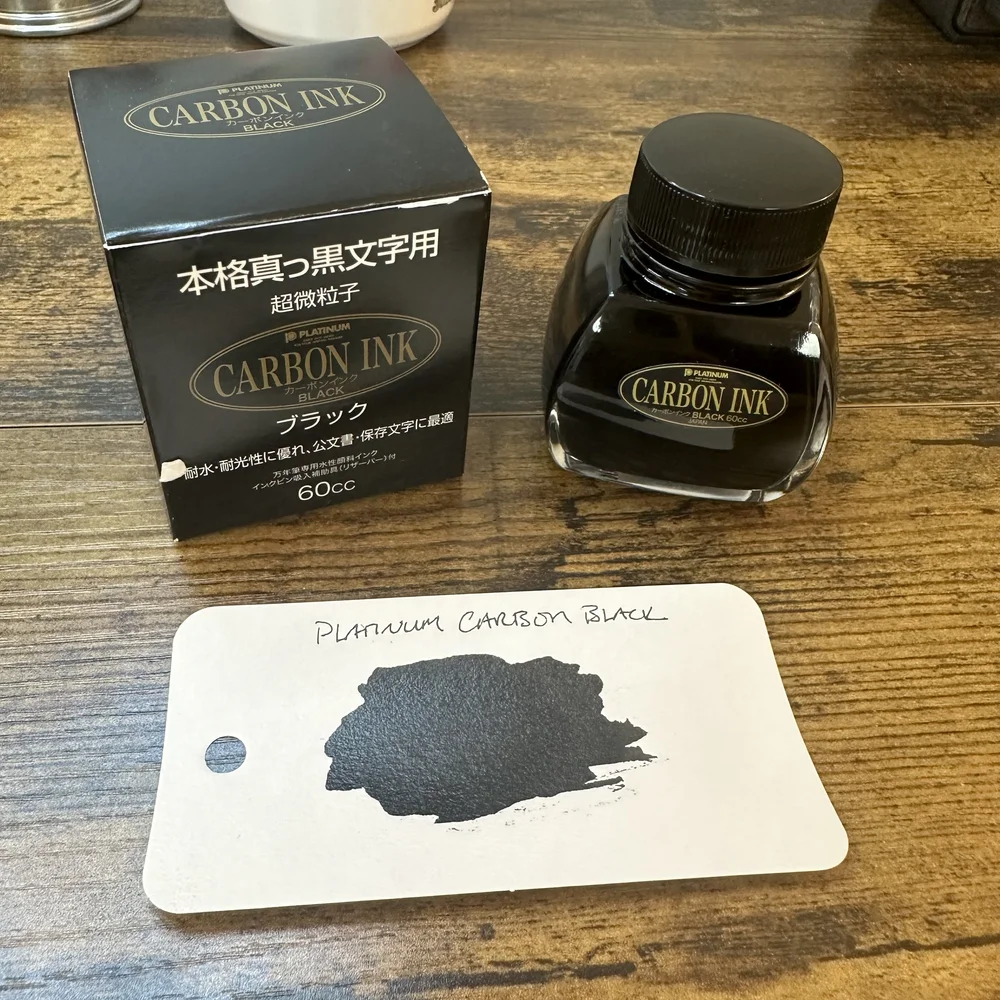 PLATINUM
CARBON INK
カーボンインク
BLACK
本格真っ黒文字用
超微粒子
PLATINUM
CARBON INK
カーボンインク
BLACK
ブラック
耐水・耐光性に優れ、公文書・保存文字に最適
万年筆専用水性顔料インク
インクビン吸入補助具(リザーバー)付
60cc
PLATINUM
CARBON INK
カーボンインク BLACK 60cc
JAPAN
PLATINUM CARBON BLACK